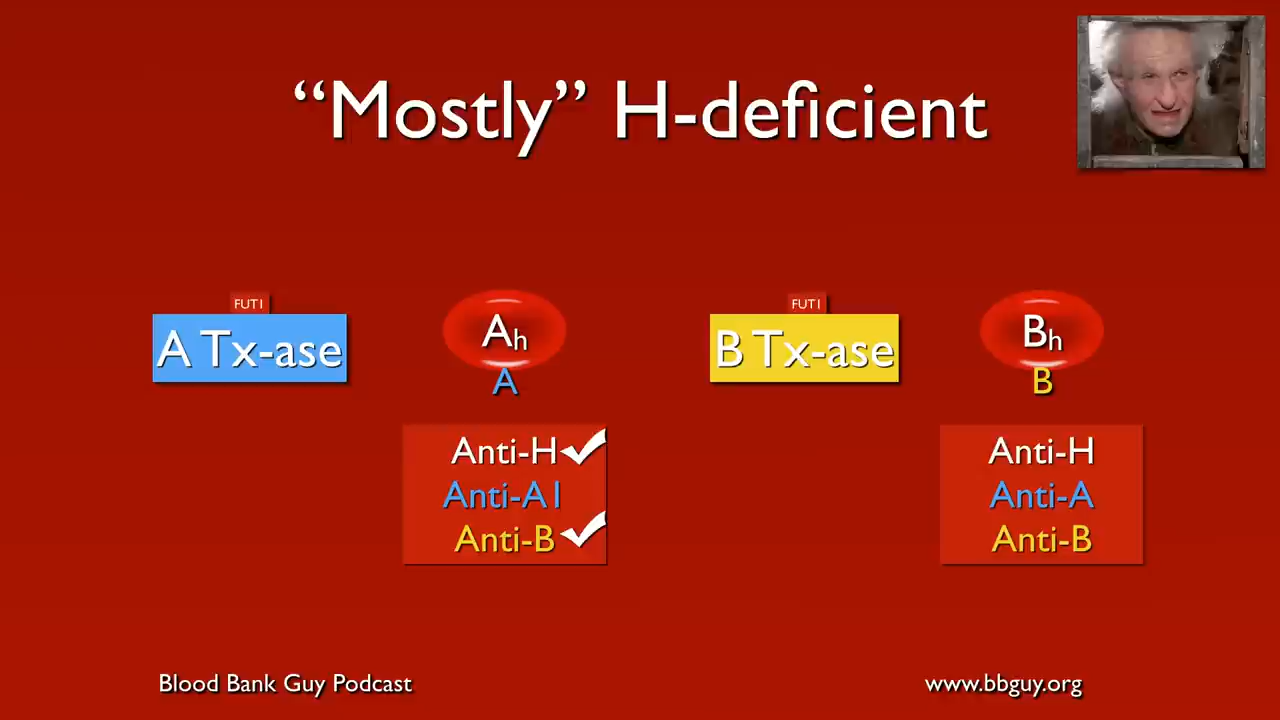 “Mostly” H-deficient
FUT1
A Tx-ase
Ah
A
Anti-H
Anti-A1
Anti-B
FUT1
B Tx-ase
Bh
B
Anti-H
Anti-A
Anti-B
Blood Bank Guy Podcast
www.bbguy.org